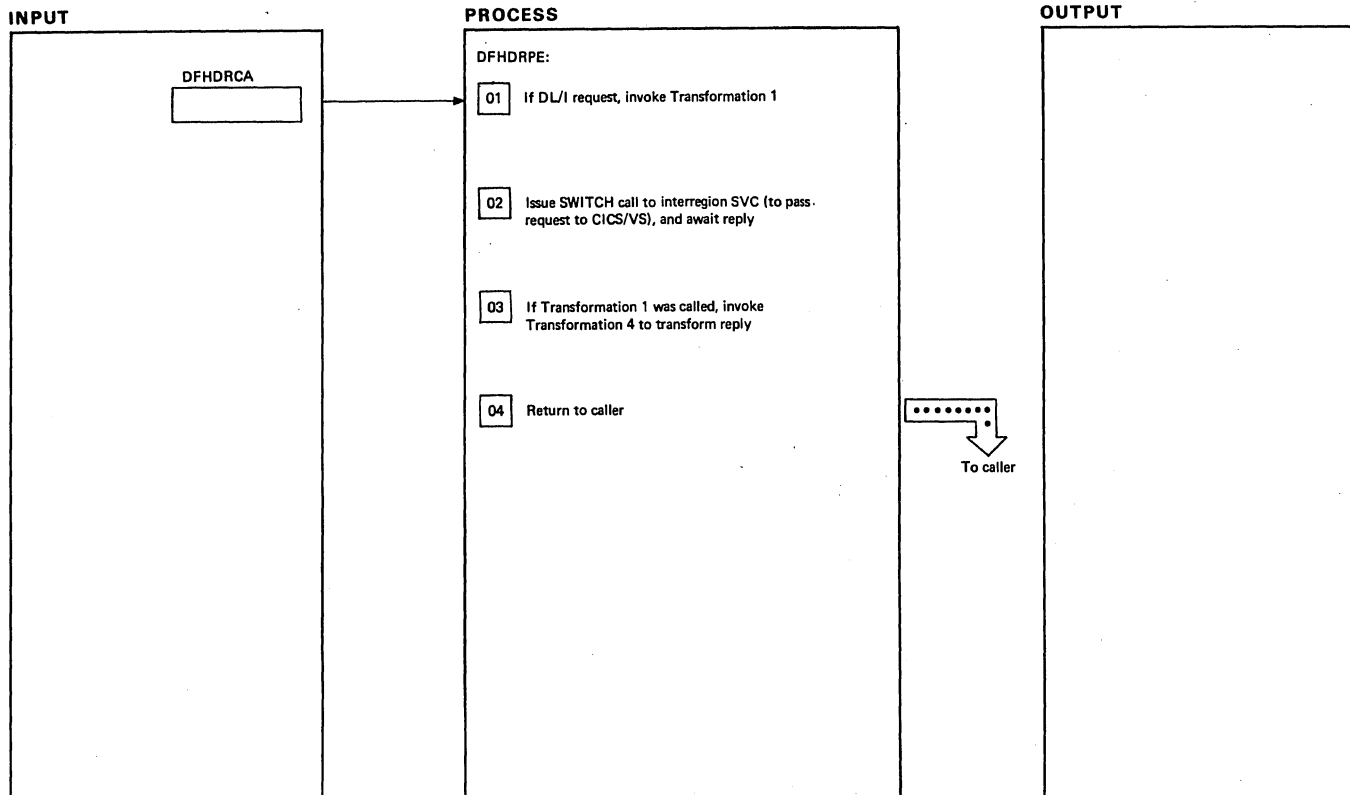 INPUT
PROCESS
OUTPUT
DFHDRCA
DFHDRPE:
01 If DL/I request, invoke Transformation 1
02 Issue SWITCH call to interregion SVC (to pass
request to CICS/VS), and await reply
03 If Transformation 1 was called, invoke
Transformation 4 to transform reply
04 Return to caller
To caller